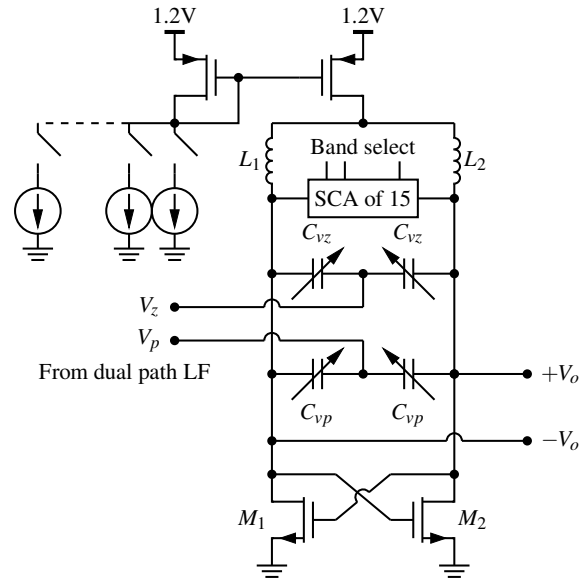 1.2V 1.2V
L1 Band select L2
SCA of 15
Cvz Cvz
Vz
Vp
From dual path LF +Vo
Cvp Cvp
−Vo
M1 M2